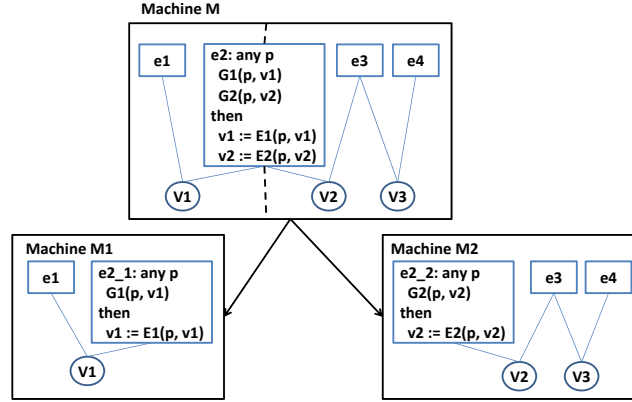 Machine M
e1
e2: any p
G1(p, v1)
G2(p, v2)
then
v1 := E1(p, v1)
v2 := E2(p, v2)
e3
e4
V1
V2
V3
Machine M1
e1
e2_1: any p
G1(p, v1)
then
v1 := E1(p, v1)
V1
Machine M2
e2_2: any p
G2(p, v2)
then
v2 := E2(p, v2)
e3
e4
V2
V3